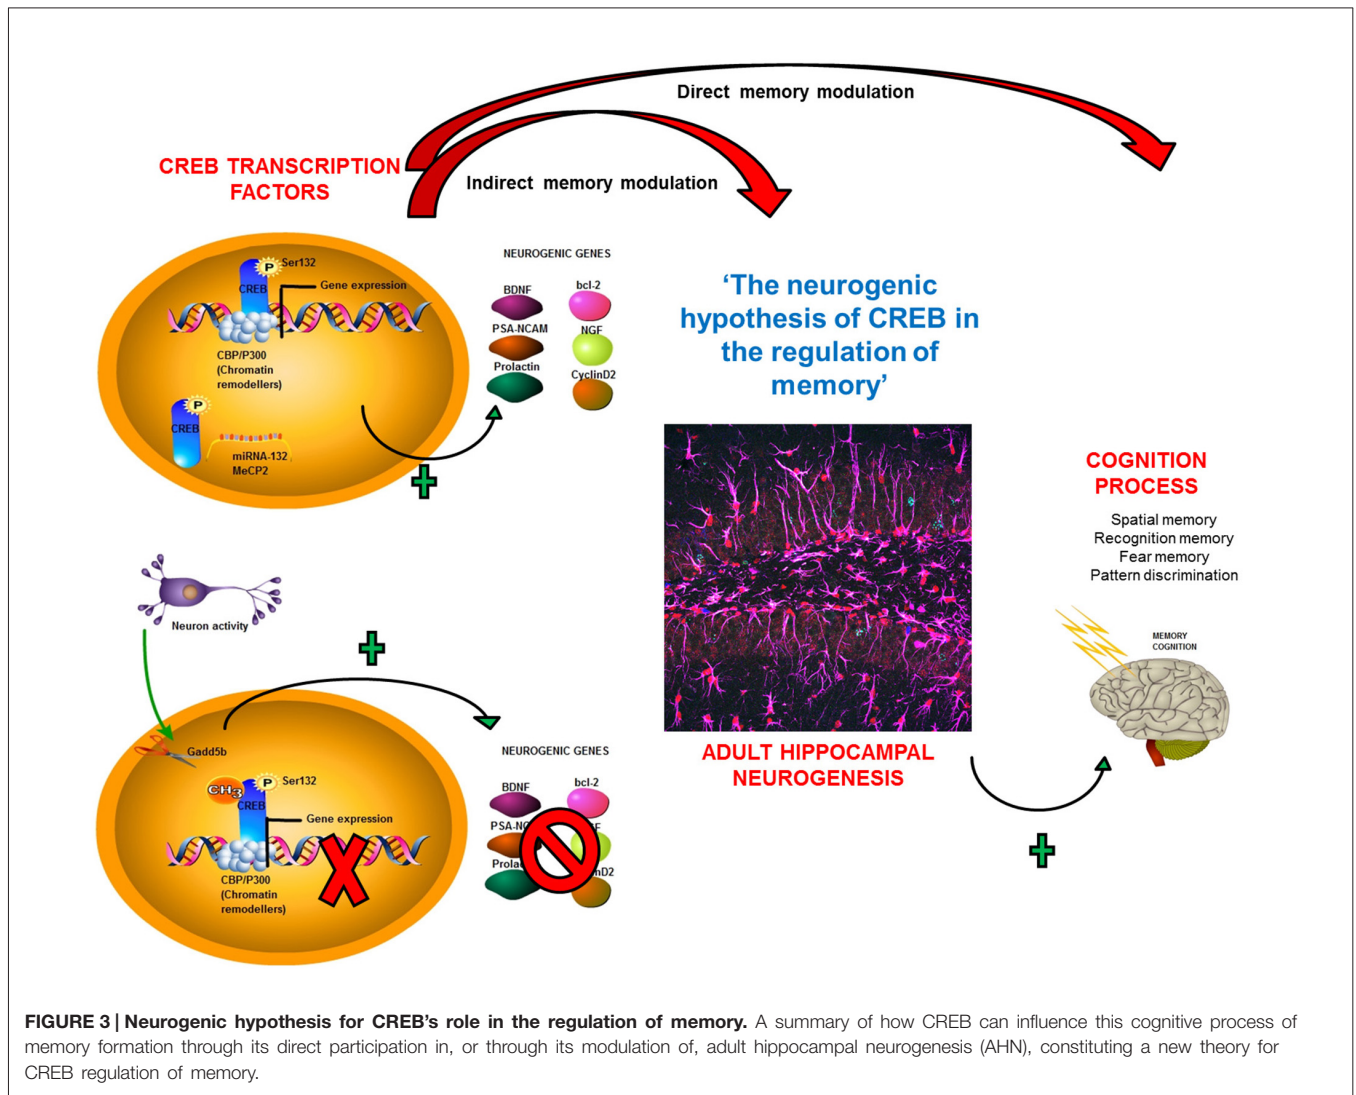 Direct memory modulation
CREB TRANSCRIPTION
FACTORS
Indirect memory modulation
P
Ser132
CREB
Gene expression
CBP/P300
(Chromatin
remodellers)
P
CREB
miRNA-132
MeCP2
NEUROGENIC GENES
BDNF
bcl-2
PSA-NCAM
NGF
Prolactin
CyclinD2
‘The neurogenic
hypothesis of CREB in
the regulation of
memory’
COGNITION
PROCESS
Spatial memory
Recognition memory
Fear memory
Pattern discrimination
MEMORY
COGNITION
Neuron activity
ADULT HIPPOCAMPAL
NEUROGENESIS
Gadd5b
CH3
P
Ser132
CREB
Gene expression
CBP/P300
(Chromatin
remodellers)
NEUROGENIC GENES
BDNF
bcl-2
FIGURE 3 | Neurogenic hypothesis for CREB’s role in the regulation of memory. A summary of how CREB can influence this cognitive process of
memory formation through its direct participation in, or through its modulation of, adult hippocampal neurogenesis (AHN), constituting a new theory for
CREB regulation of memory.